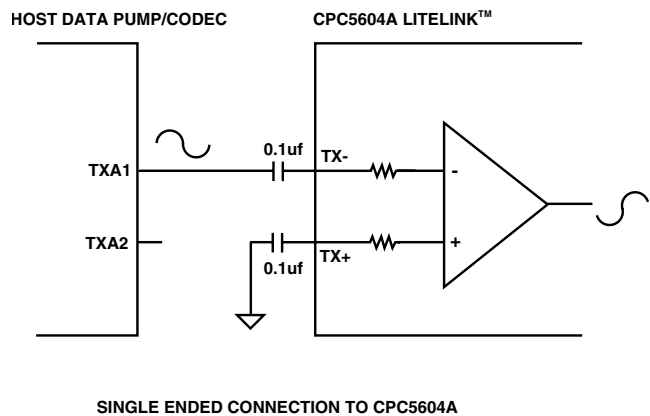 HOST DATA PUMP/CODEC
CPC5604A LITELINK™
0.1uf
TX-
TXA1
-
TXA2
+
TX+
0.1uf
SINGLE ENDED CONNECTION TO CPC5604A